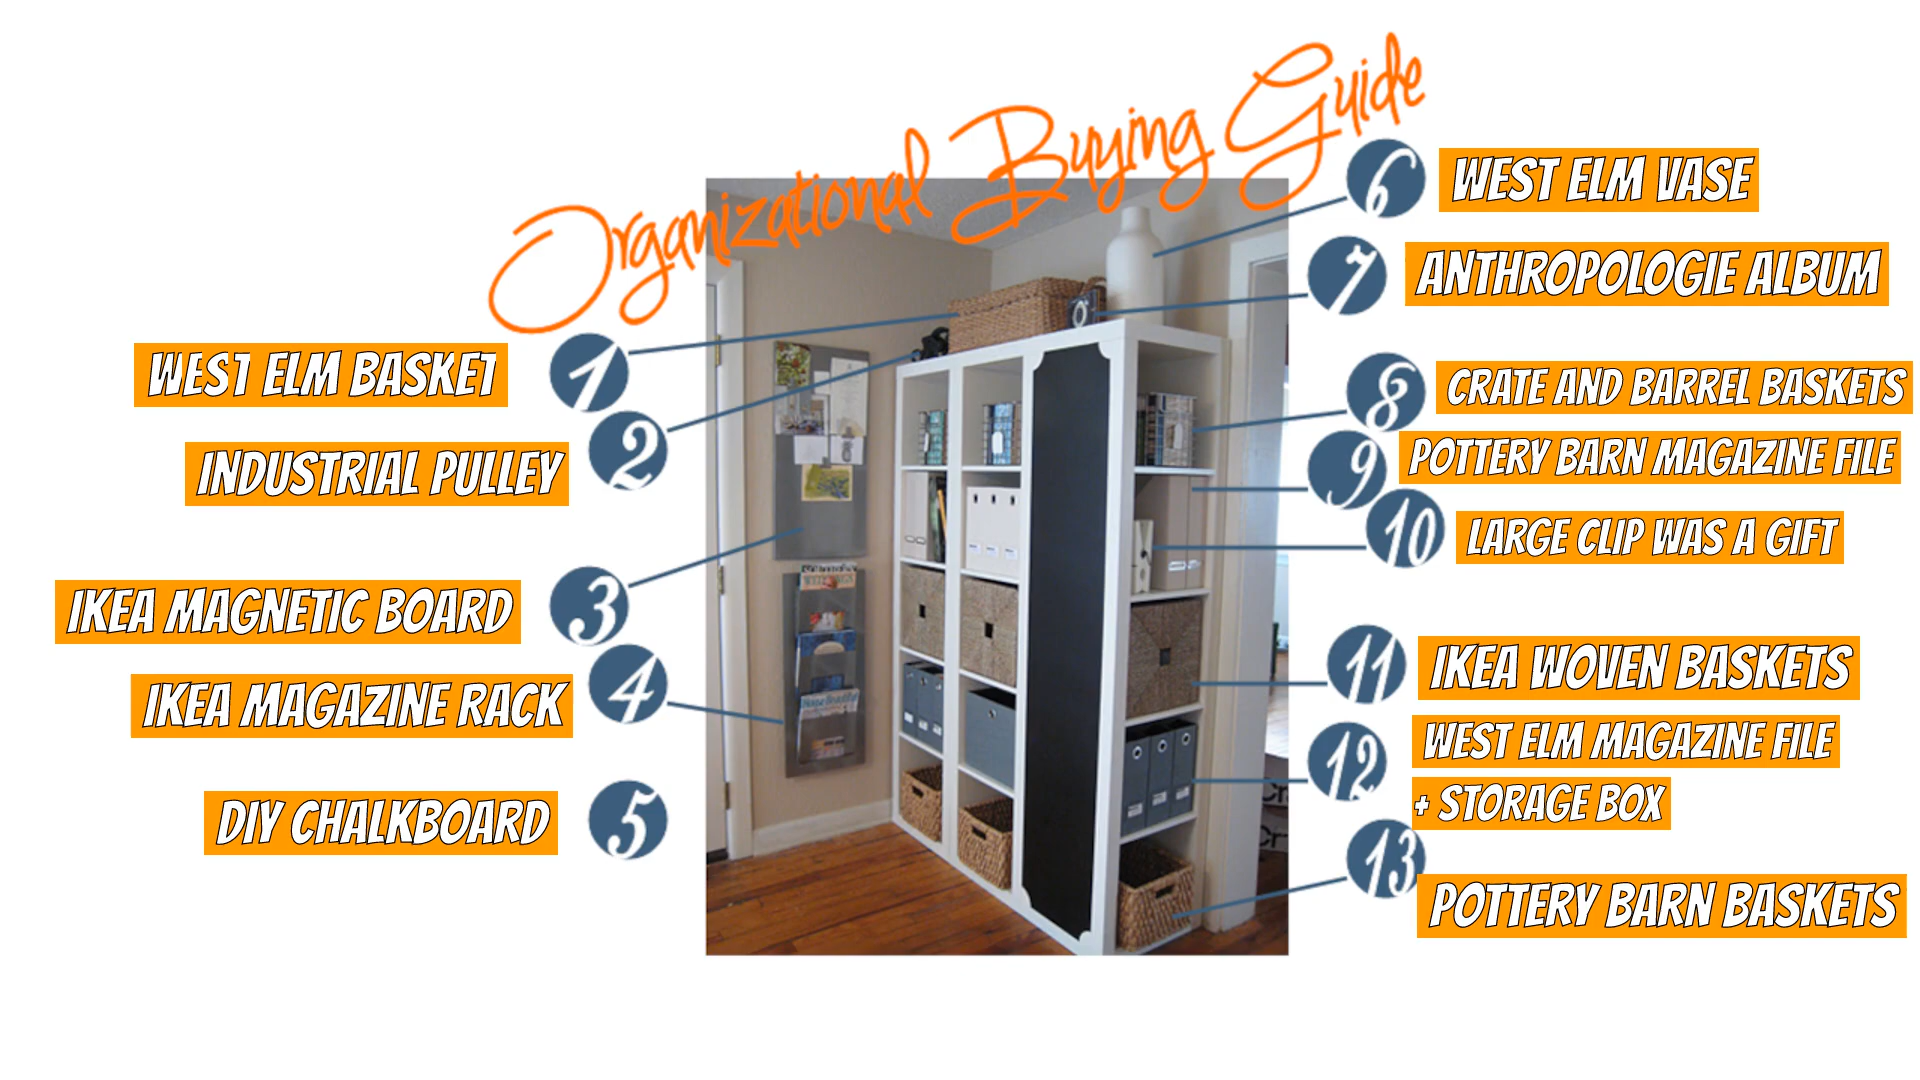 Organizational Buying Guide
1 WEST ELM BASKET
2 INDUSTRIAL PULLEY
3 IKEA MAGNETIC BOARD
4 IKEA MAGAZINE RACK
5 DIY CHALKBOARD
6 WEST ELM VASE
7 ANTHROPOLOGIE ALBUM
8 CRATE AND BARREL BASKETS
9 POTTERY BARN MAGAZINE FILE
10 LARGE CLIP WAS A GIFT
11 IKEA WOVEN BASKETS
12 WEST ELM MAGAZINE FILE
+ STORAGE BOX
13 POTTERY BARN BASKETS